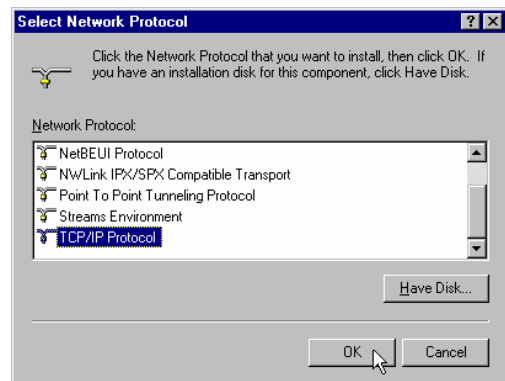 Select Network Protocol
Click the Network Protocol that you want to install, then click OK. If
you have an installation disk for this component, click Have Disk.
Network Protocol:
NetBEUI Protocol
NWLink IPX/SPX Compatible Transport
Point To Point Tunneling Protocol
Streams Environment
TCP/IP Protocol
Have Disk...
OK
Cancel